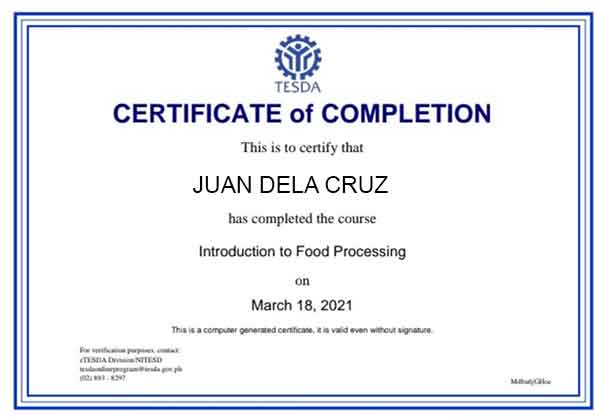 TESDA
CERTIFICATE of COMPLETION
This is to certify that
JUAN DELA CRUZ
has completed the course
Introduction to Food Processing
on
March 18, 2021
This is a computer generated certificate, it is valid even without signature.
For verification purposes, contact:
eTESDA Division/NITESD
tesdaonlineprogram@tesda.gov.ph
(02) 893 - 8297